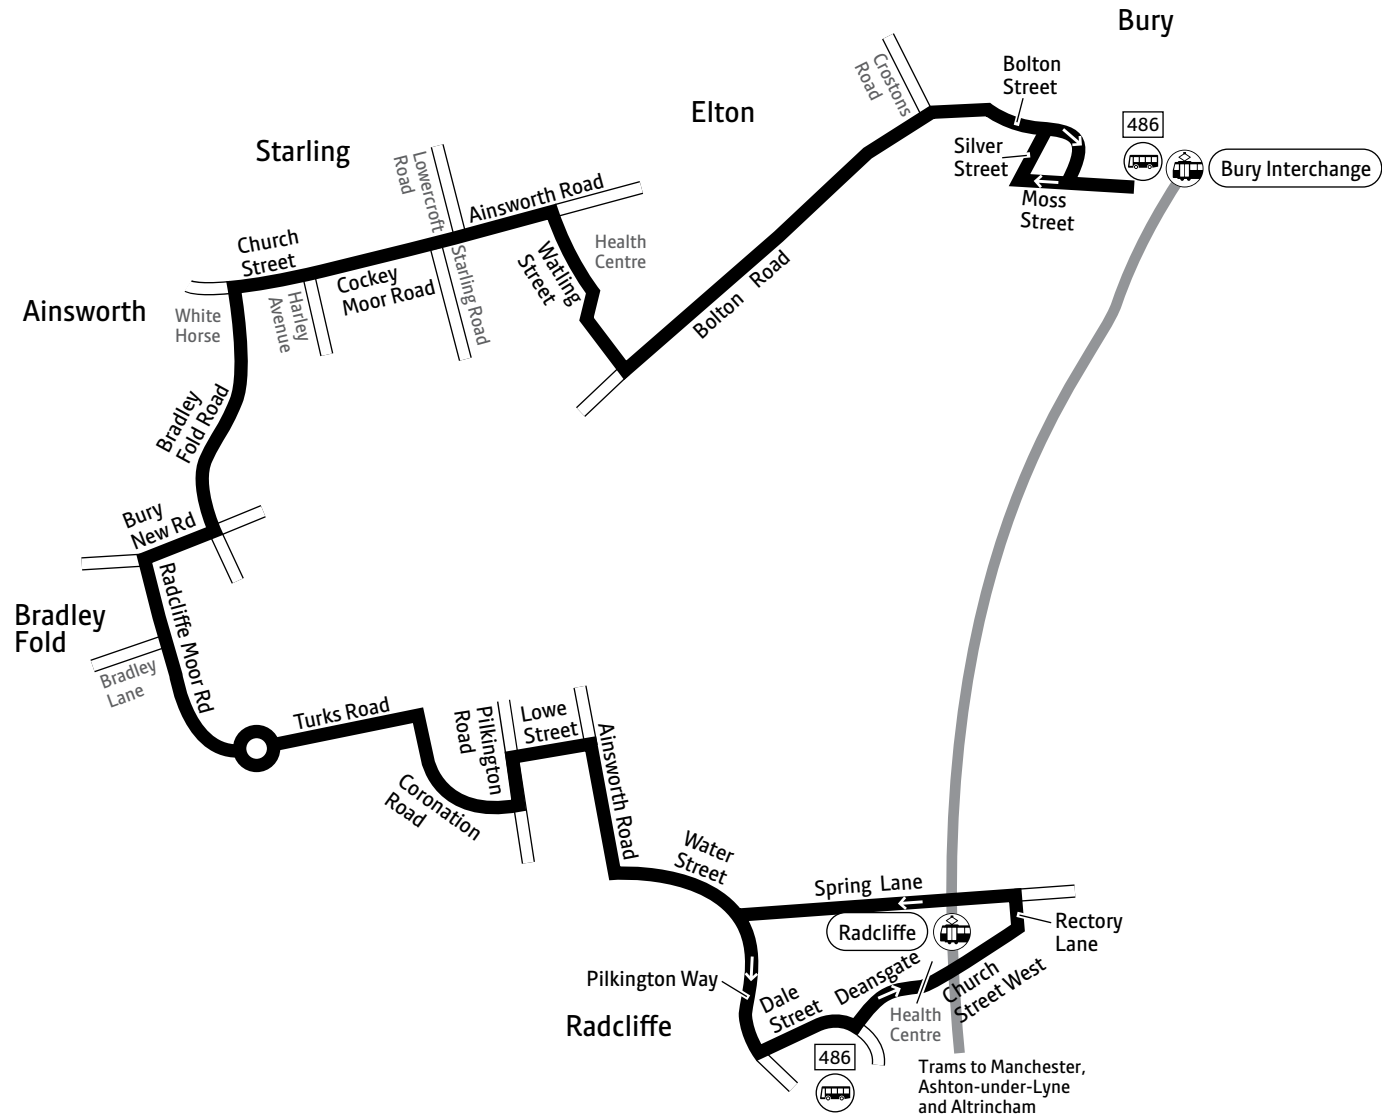 Bury
Bolton
Street
Crostons
Road
Elton
486
Silver
Street
Bury Interchange
Starling
Lowercroft
Road
Ainsworth Road
Moss
Street
Church
Street
Health
Centre
Watling
Street
Starling Road
Cockey
Moor Road
Harley
Avenue
Bolton Road
Ainsworth
White
Horse
Bradley
Fold Road
Bury
New Rd
Radcliffe Moor Rd
Bradley
Fold
Bradley
Lane
Turks Road
Pilkington
Road
Lowe
Street
Ainsworth Road
Coronation
Road
Water
Street
Spring Lane
Radcliffe
Rectory
Lane
Pilkington Way
Dale
Street
Deansgate
Church
Street West
Radcliffe
Health
Centre
486
Trams to Manchester,
Ashton-under-Lyne
and Altrincham